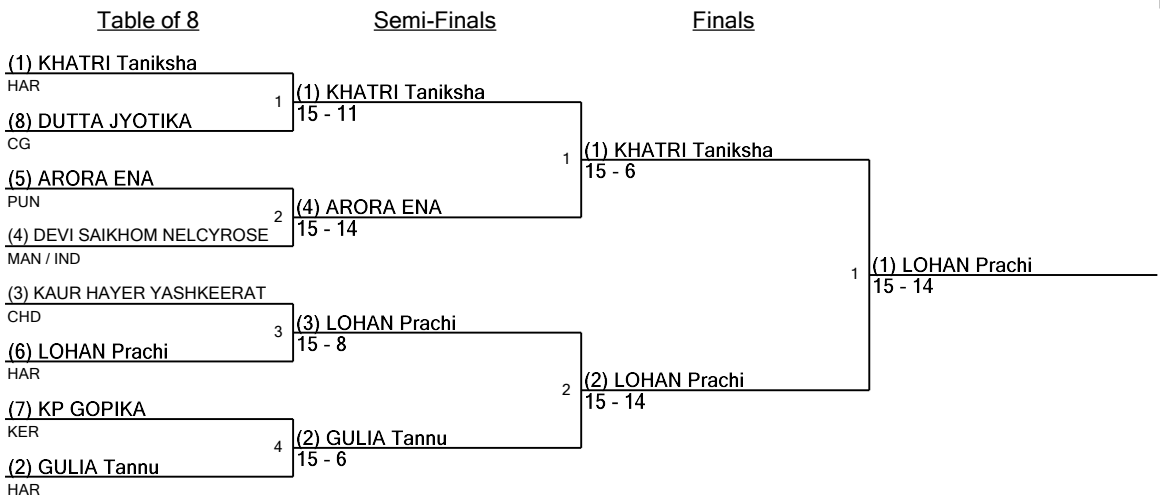 Table of 8
Semi-Finals
Finals
(1) KHATRI Taniksha
HAR
1
(8) DUTTA JYOTIKA
CG
(5) ARORA ENA
PUN
2
(4) DEVI SAIKHOM NELCYROSE
MAN / IND
(3) KAUR HAYER YASHKEERAT
CHD
3
(6) LOHAN Prachi
HAR
(7) KP GOPIKA
KER
4
(2) GULIA Tannu
HAR
(1) KHATRI Taniksha
15 - 11
1
(4) ARORA ENA
15 - 14
(3) LOHAN Prachi
15 - 8
2
(2) GULIA Tannu
15 - 6
(1) KHATRI Taniksha
15 - 6
1
(2) LOHAN Prachi
15 - 14
(1) LOHAN Prachi
15 - 14